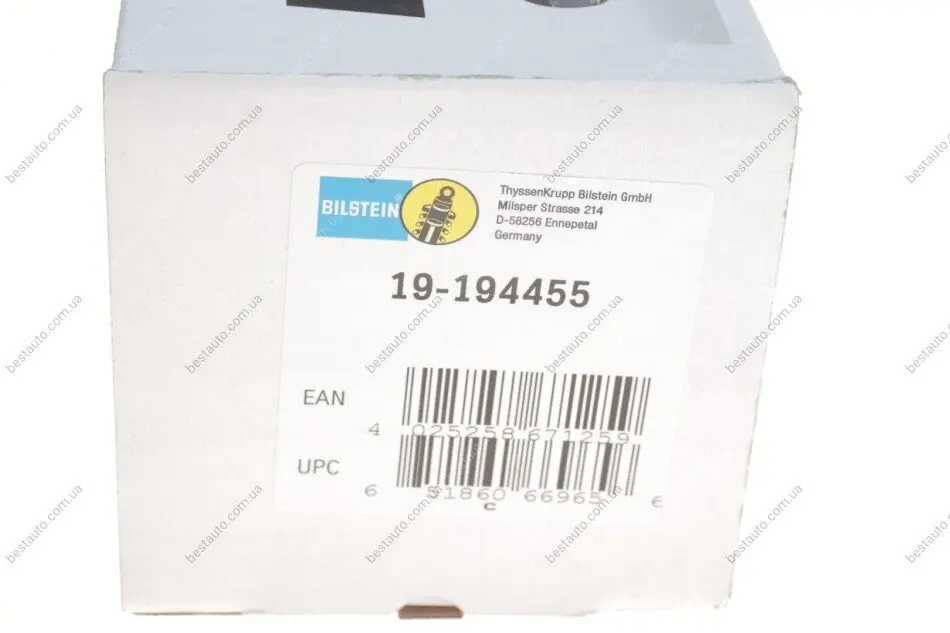 BILSTEIN®
ThyssenKrupp Bilstein GmbH
Milsper Strasse 214
D-58256 Ennepetal
Germany
19-194455
EAN
4 025258 671259
UPC
6 51860 66965 6
c
bestauto.com.ua